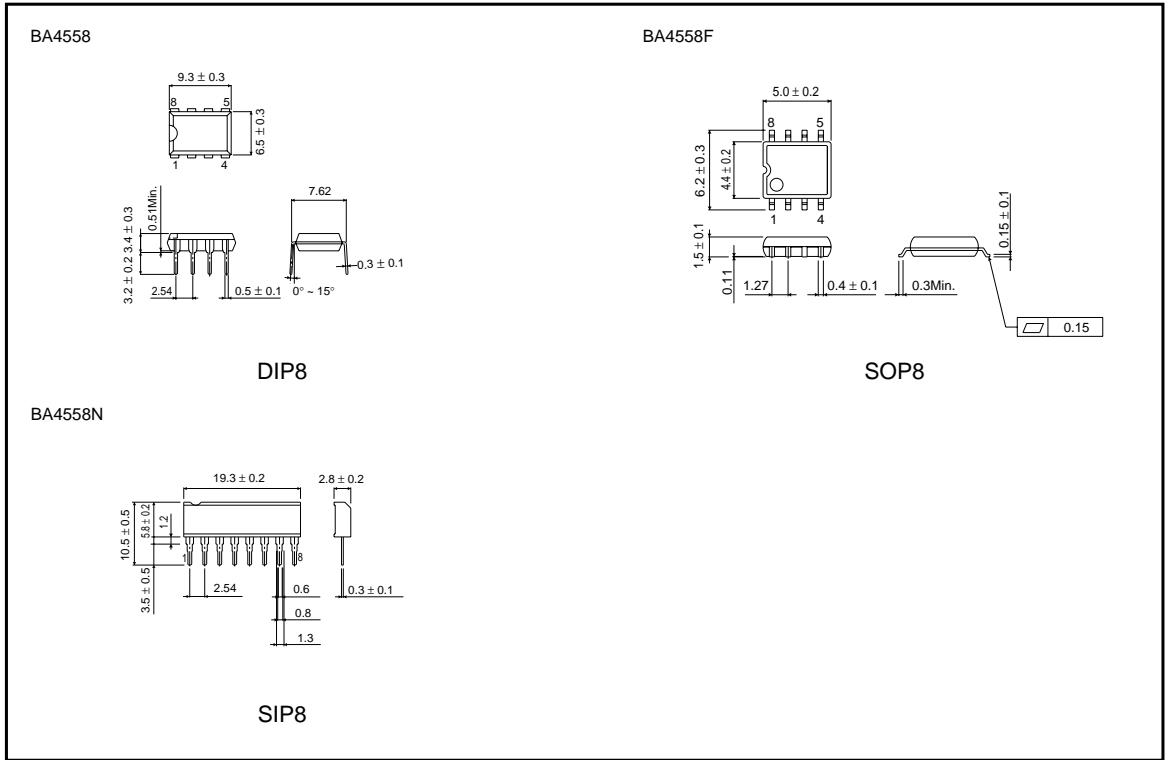 BA4558
9.3 ± 0.3
8 5
6.5 ± 0.3
1 4
0.51Min.
3.4 ± 0.3
3.2 ± 0.2
7.62
0.3 ± 0.1
2.54
0.5 ± 0.1
0° ~ 15°
DIP8
BA4558F
5.0 ± 0.2
8 5
6.2 ± 0.3
4.4 ± 0.2
1 4
1.5 ± 0.1
0.11
1.27
0.4 ± 0.1
0.3Min.
0.15 ± 0.1
0.15
SOP8
BA4558N
19.3 ± 0.2
2.8 ± 0.2
10.5 ± 0.5
5.8 ± 0.2
1.2
3.5 ± 0.5
1 8
2.54
0.6
0.3 ± 0.1
0.8
1.3
SIP8